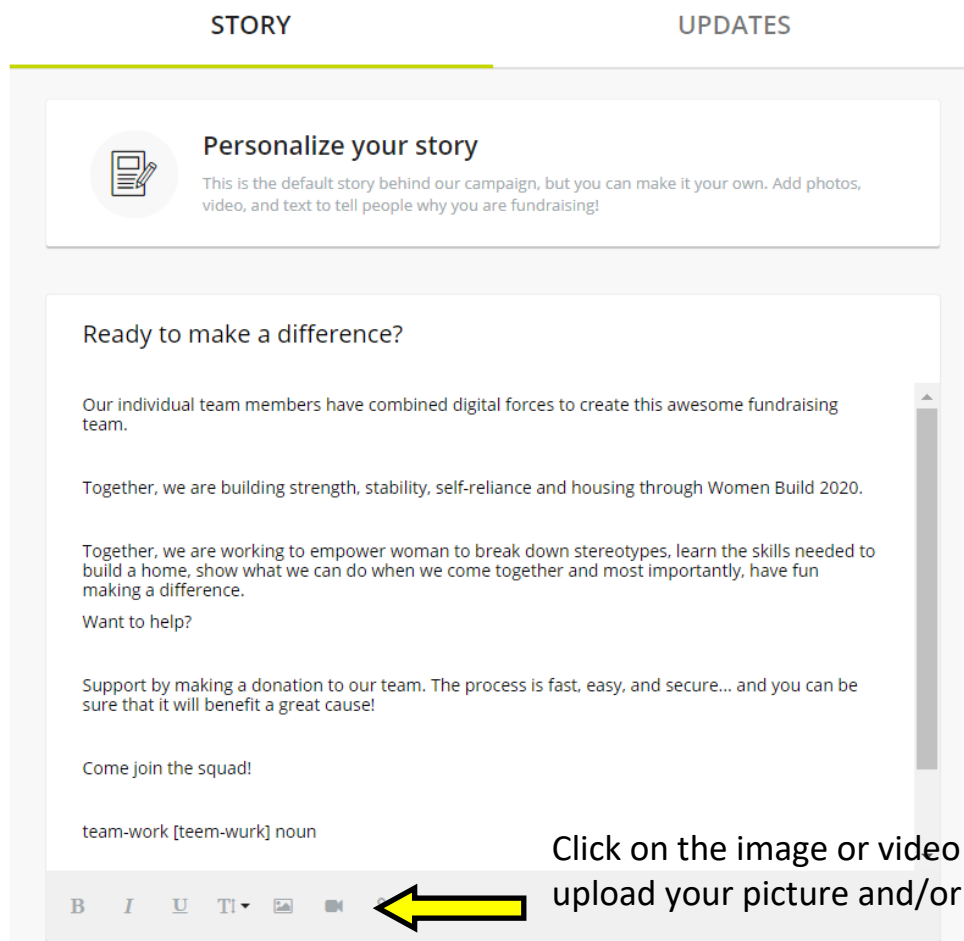 STORY UPDATES
Personalize your story
This is the default story behind our campaign, but you can make it your own. Add photos,
video, and text to tell people why you are fundraising!
Ready to make a difference?
Our individual team members have combined digital forces to create this awesome fundraising
team.
Together, we are building strength, stability, self-reliance and housing through Women Build 2020.
Together, we are working to empower woman to break down stereotypes, learn the skills needed to
build a home, show what we can do when we come together and most importantly, have fun
making a difference.
Want to help?
Support by making a donation to our team. The process is fast, easy, and secure... and you can be
sure that it will benefit a great cause!
Come join the squad!
team-work [teem-wurk] noun
Click on the image or video
upload your picture and/or
B I U T